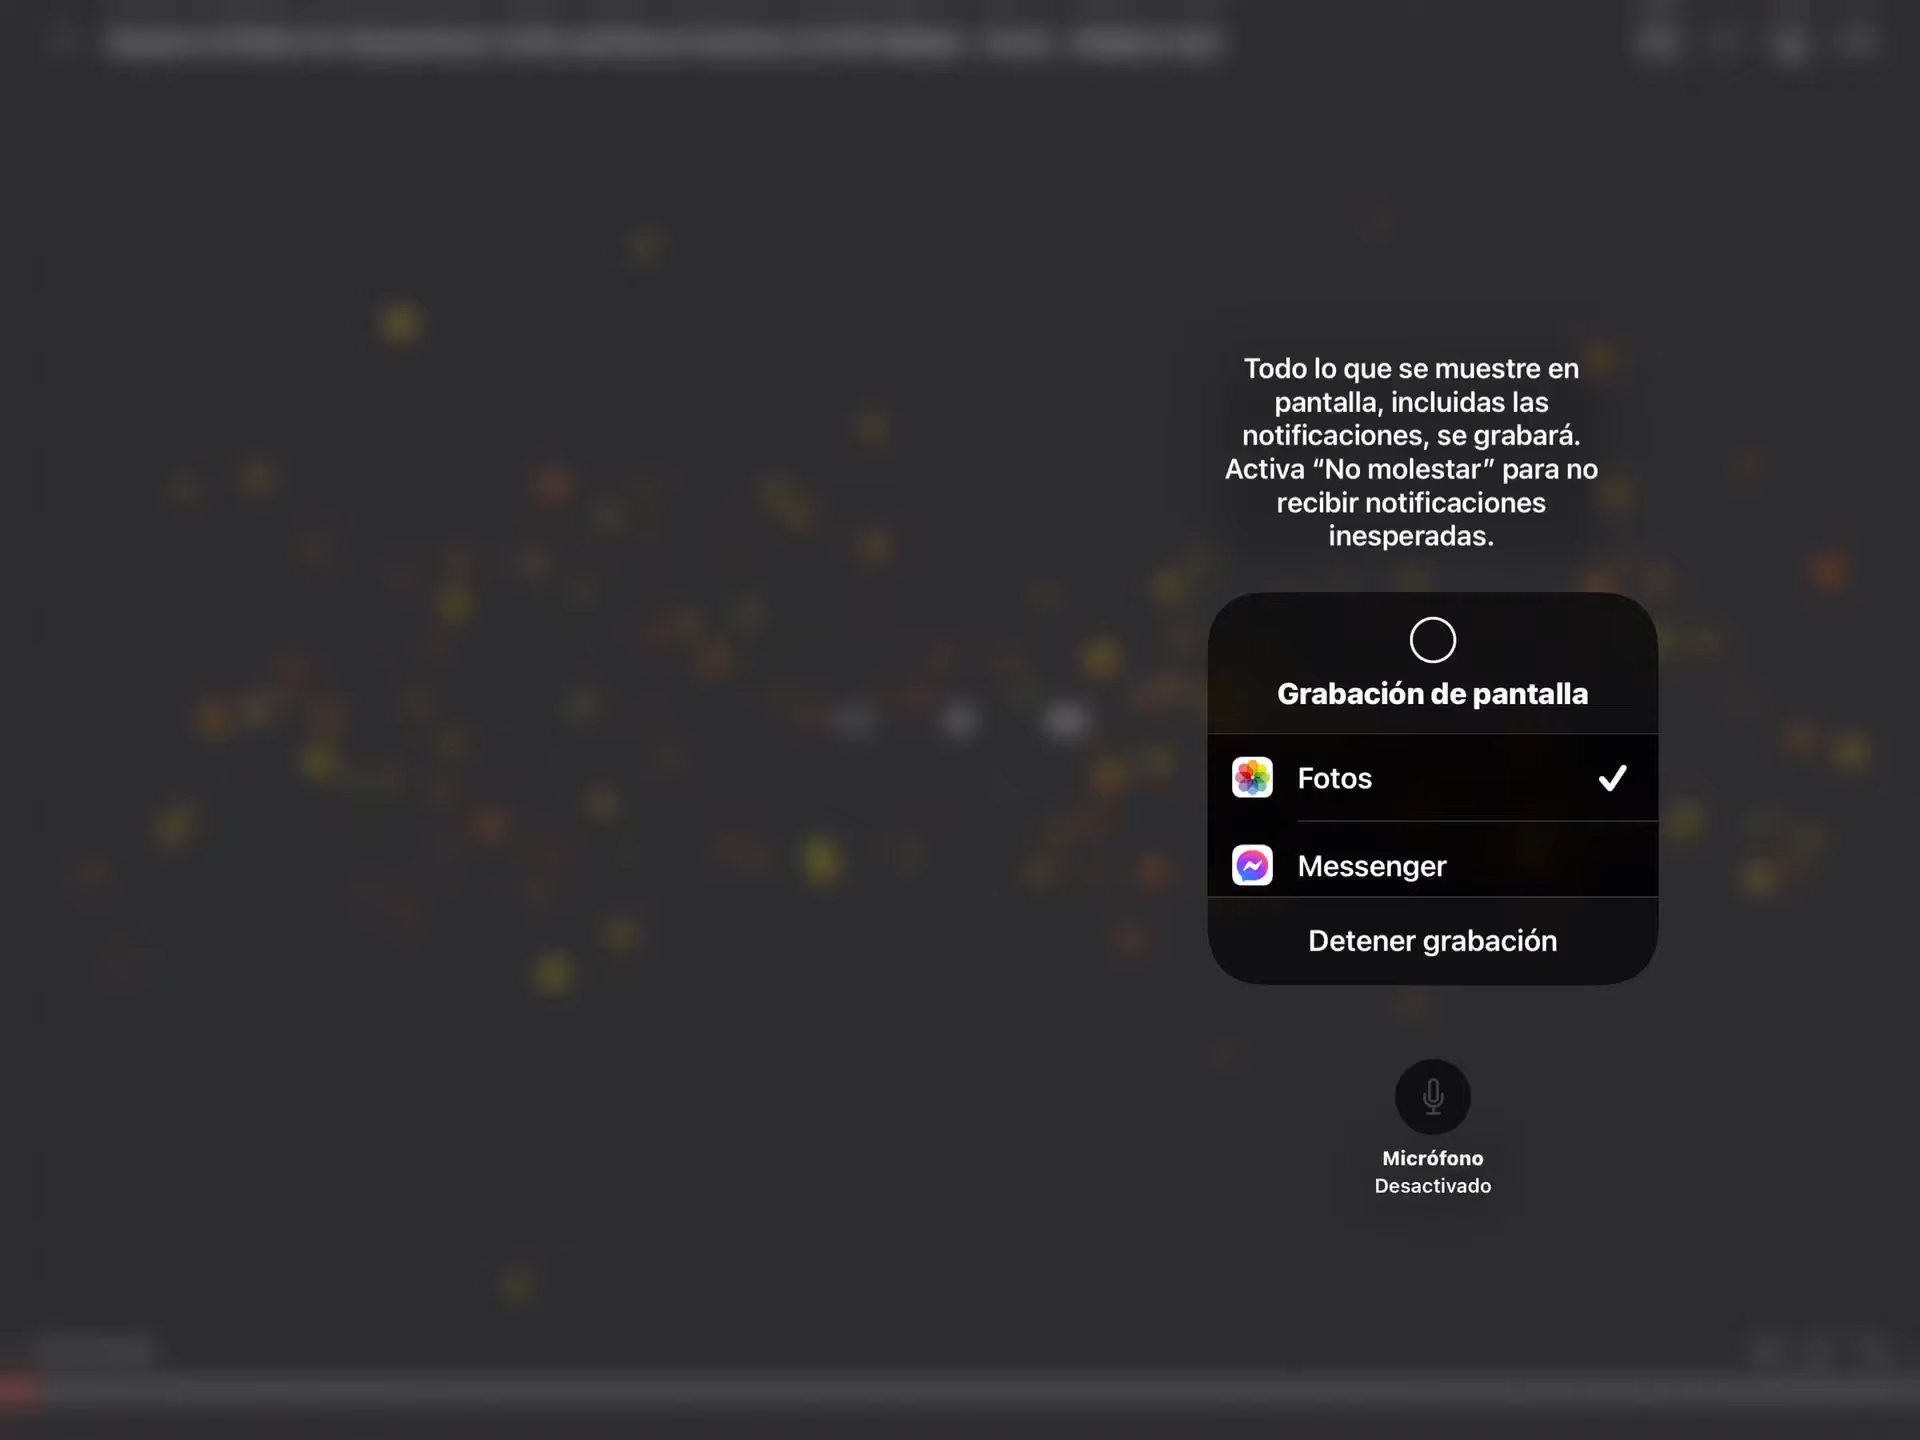 Todo lo que se muestre en
pantalla, incluidas las
notificaciones, se grabará.
Activa “No molestar” para no
recibir notificaciones
inesperadas.
Grabación de pantalla
Fotos
Messenger
Detener grabación
Micrófono
Desactivado